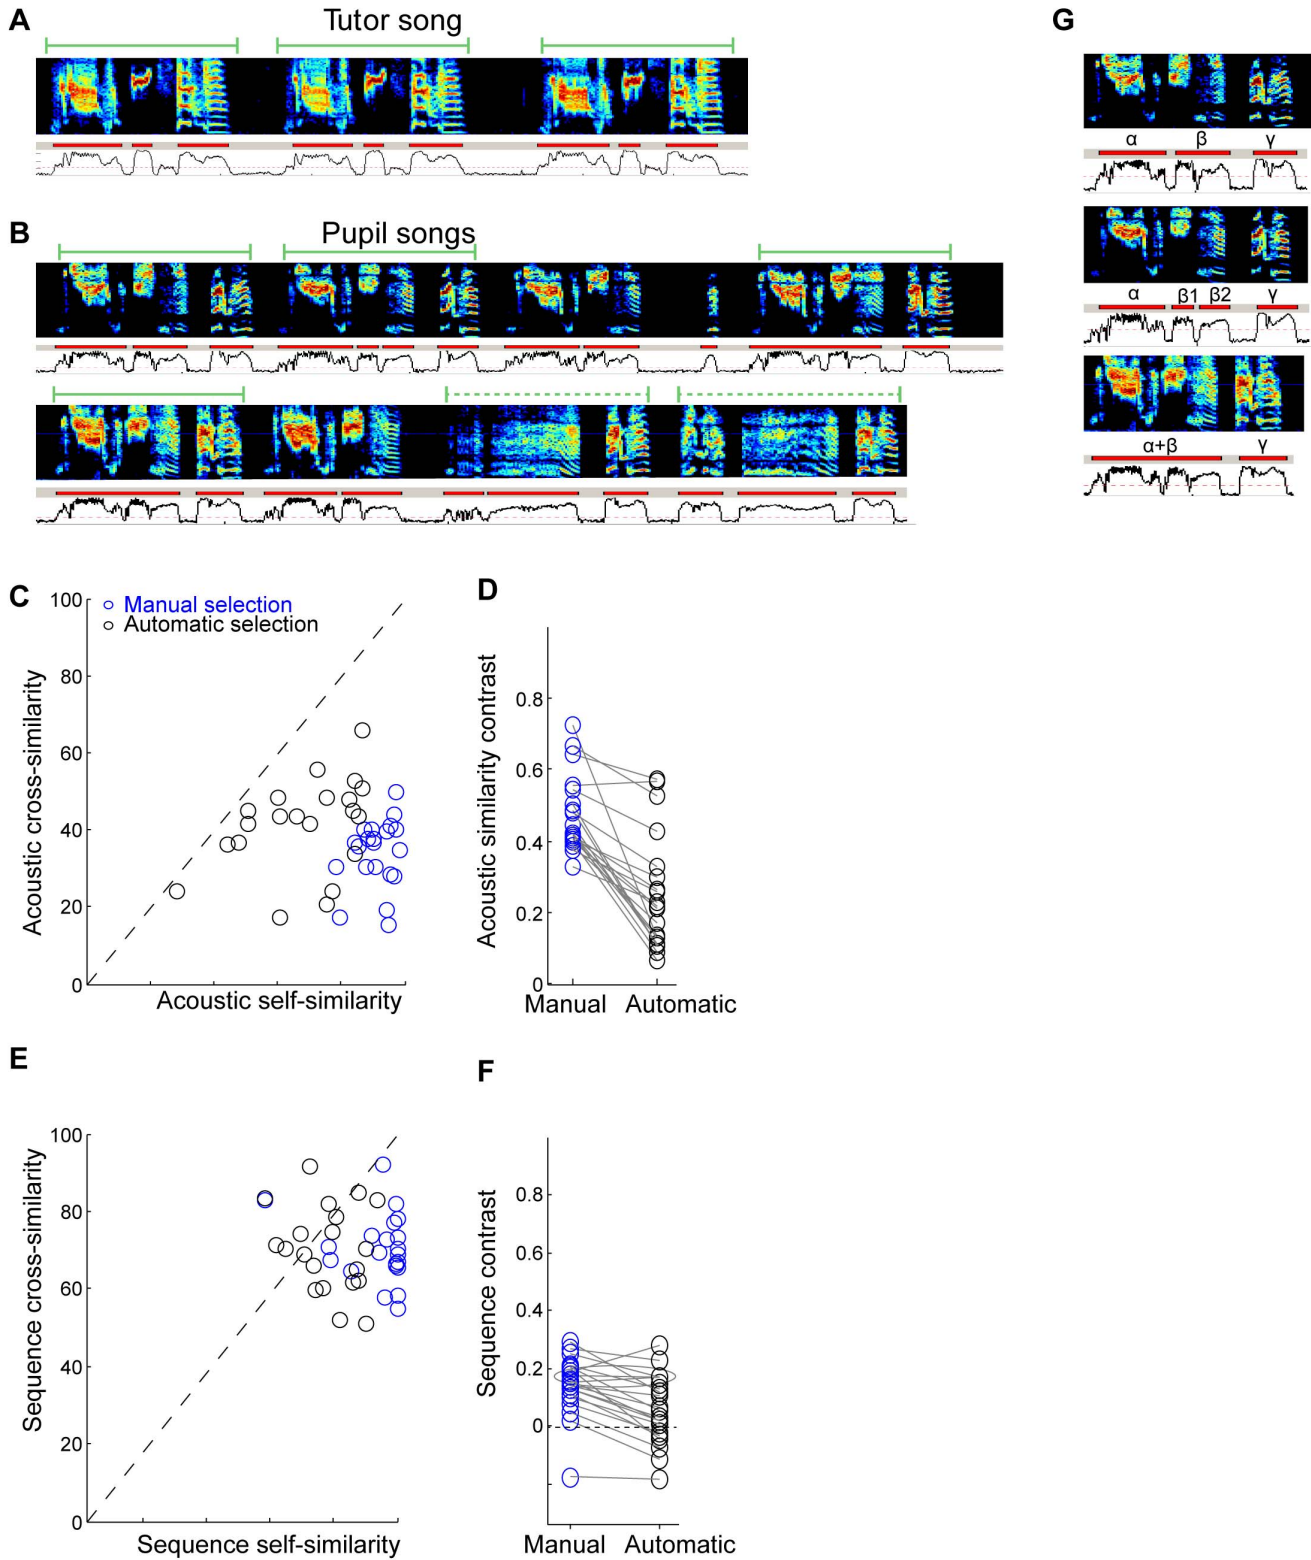 A
Tutor song
G
α β γ
α β1 β2 γ
α+β γ
B
Pupil songs
C
Manual selection
Automatic selection
100
80
60
40
20
0
Acoustic cross-similarity
Acoustic self-similarity
D
0.8
0.6
0.4
0.2
0
Acoustic similarity contrast
Manual Automatic
E
100
80
60
40
20
0
Sequence cross-similarity
Sequence self-similarity
F
0.8
0.6
0.4
0.2
0
Sequence contrast
Manual Automatic